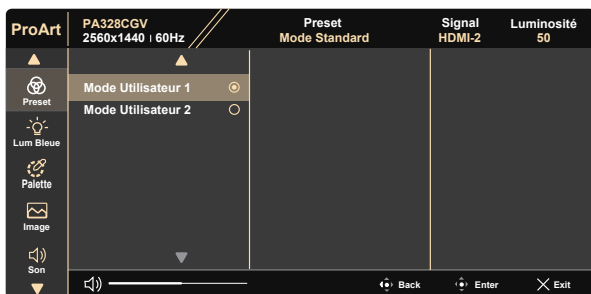 ProArt
PA328CGV
2560x1440 | 60Hz
Preset
Mode Standard
Signal
HDMI-2
Luminosité
50
Preset
Lum Bleue
Palette
Image
Son
Mode Utilisateur 1
Mode Utilisateur 2
Back
Enter
Exit